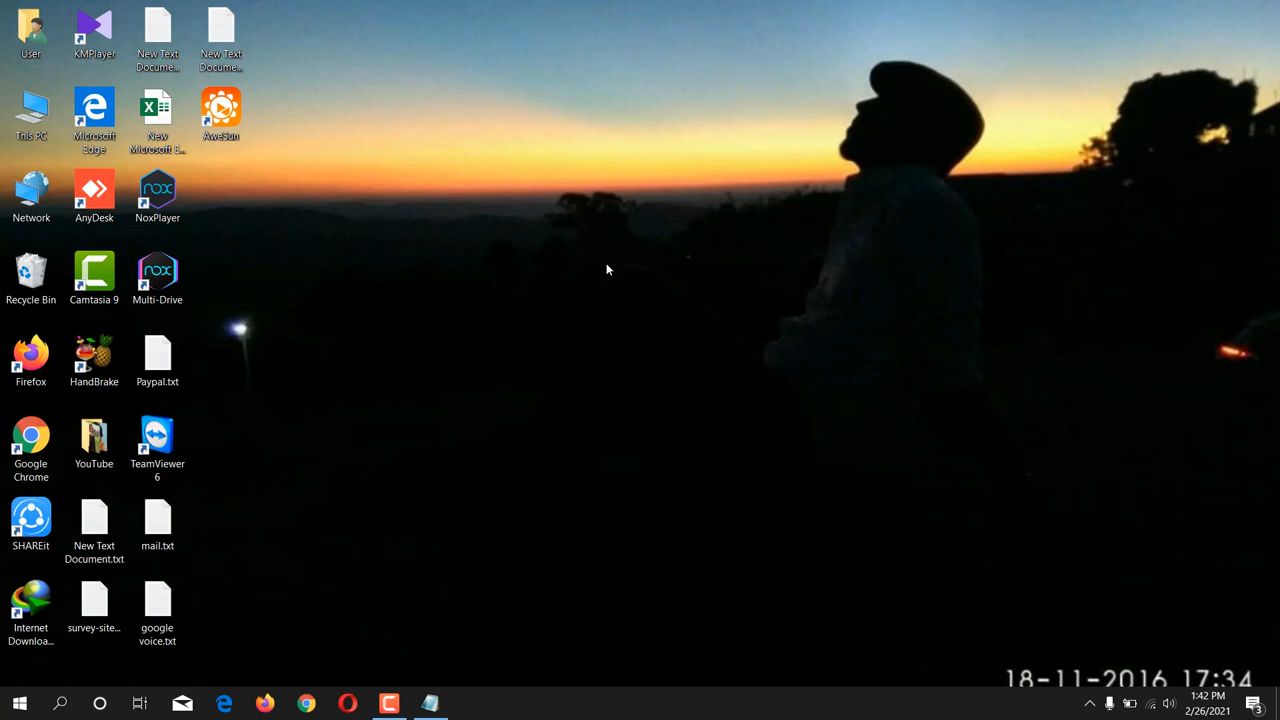 User
KMPlayer
New Text
Docume...
New Text
Docume...
This PC
Microsoft
Edge
New
Microsoft E...
AweSun
Network
AnyDesk
NoxPlayer
Recycle Bin
Camtasia 9
Multi-Drive
Firefox
HandBrake
Paypal.txt
Google
Chrome
YouTube
TeamViewer
6
SHAREit
New Text
Document.txt
mail.txt
Internet
Downloa...
survey-site...
google
voice.txt
nox
nox
18-11-2016 17:34
1:42 PM
2/26/2021
3